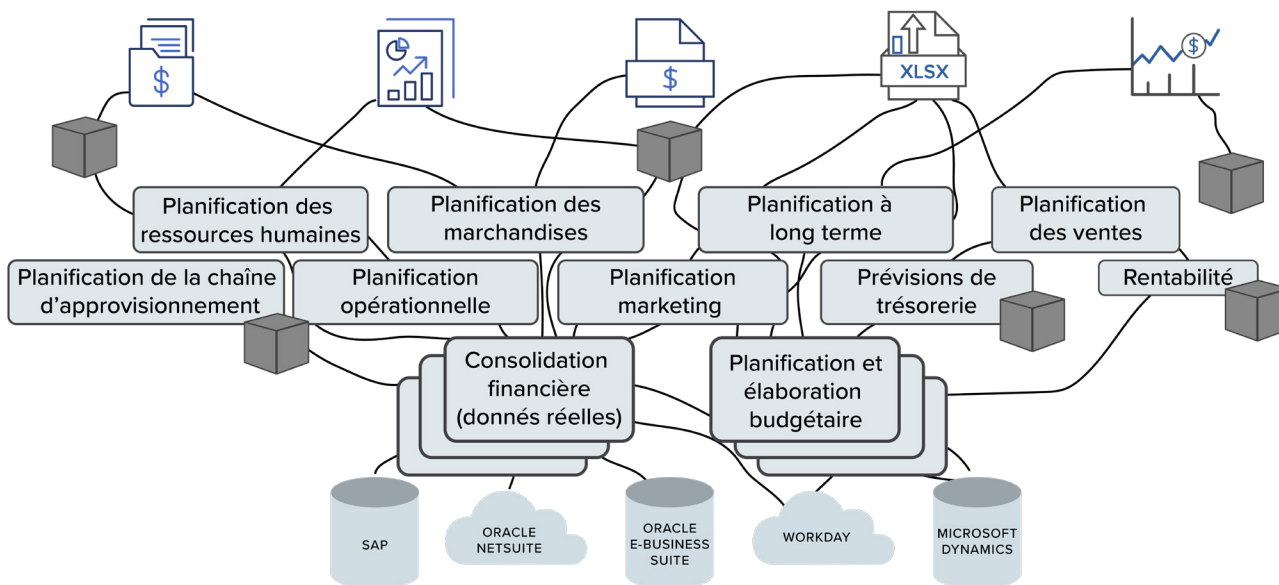 $
$
XLSX
$
Planification des
ressources humaines
Planification des
marchandises
Planification à
long terme
Planification
des ventes
Planification de la chaîne
d'approvisionnement
Planification
opérationnelle
Planification
marketing
Prévisions de
trésorerie
Rentabilité
Consolidation
financière
(donnés réelles)
Planification et
élaboration
budgétaire
SAP
ORACLE
NETSUITE
ORACLE
E-BUSINESS
SUITE
WORKDAY
MICROSOFT
DYNAMICS